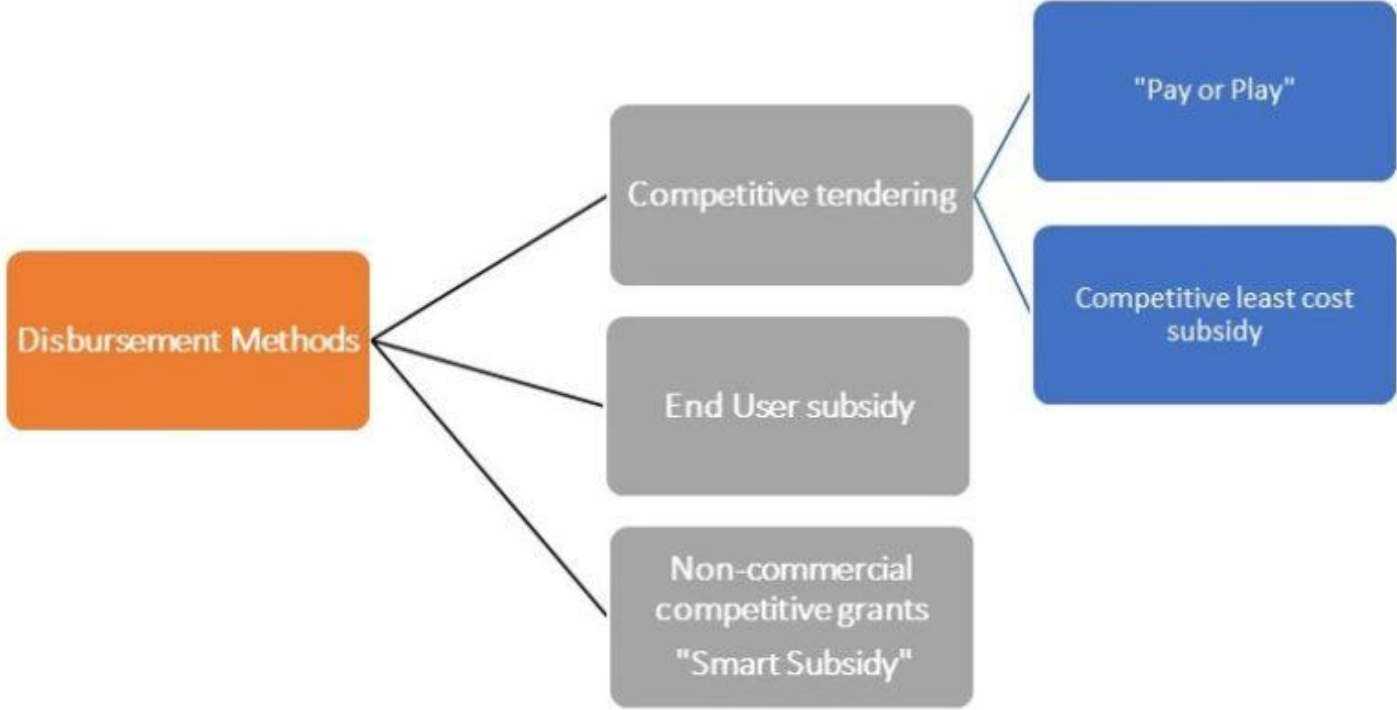 Disbursement Methods
Competitive tendering
"Pay or Play"
Competitive least cost
subsidy
End User subsidy
Non-commercial
competitive grants
"Smart Subsidy"